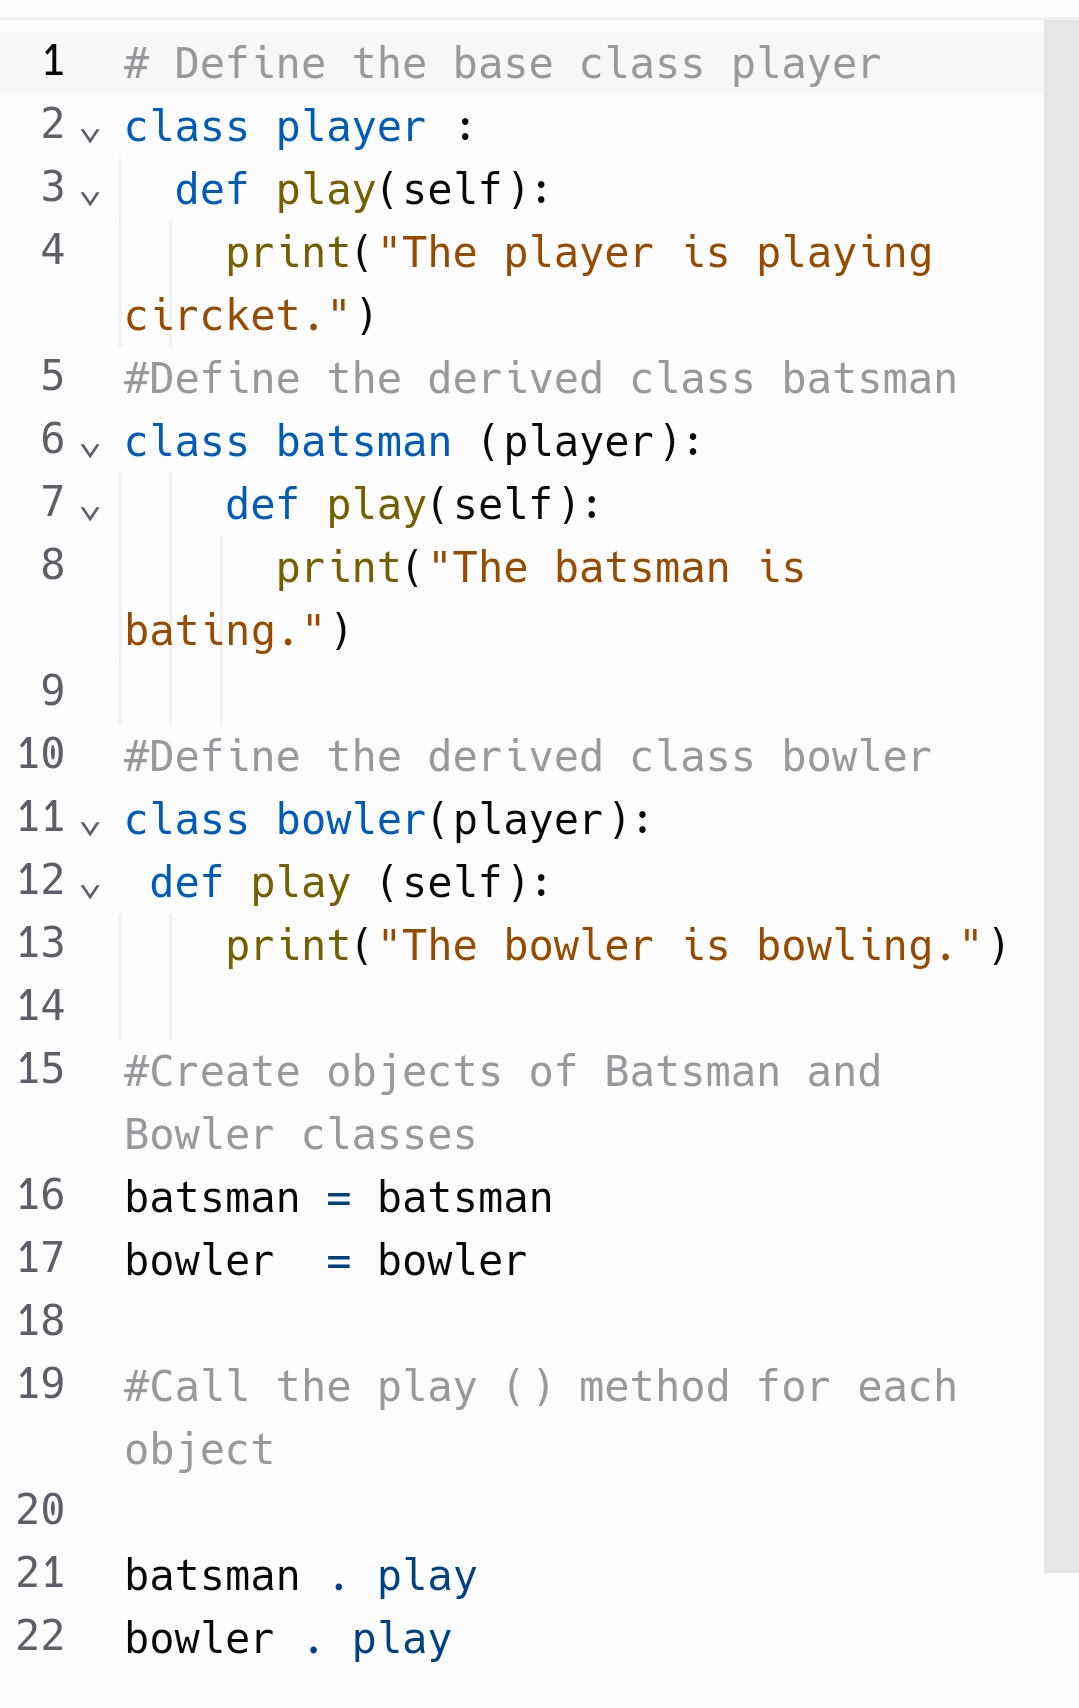 1 # Define the base class player
2 class player :
3 def play(self):
4 print("The player is playing
circket.")
5 #Define the derived class batsman
6 class batsman (player):
7 def play(self):
8 print("The batsman is
bating.")
9
10 #Define the derived class bowler
11 class bowler(player):
12 def play (self):
13 print("The bowler is bowling.")
14
15 #Create objects of Batsman and
Bowler classes
16 batsman = batsman
17 bowler  = bowler
18
19 #Call the play () method for each
object
20
21 batsman . play
22 bowler . play